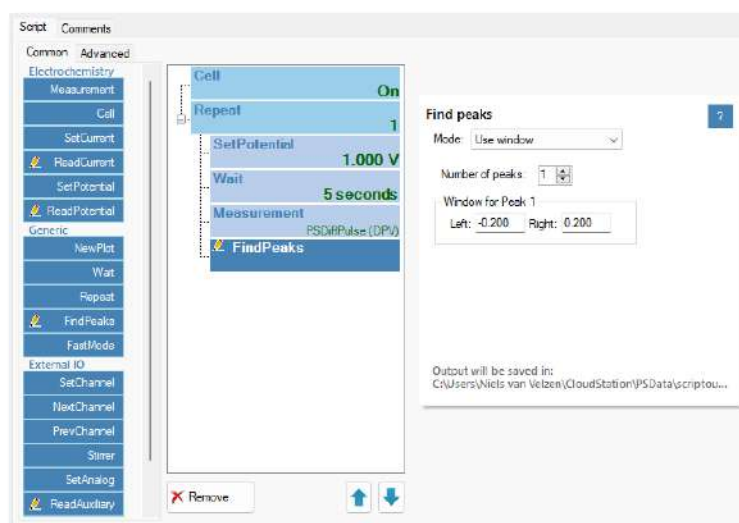 Script Comments
Common Advanced
Electrochemistry
Measurement
Cell
SetCurrent
ReadCurrent
SetPotential
ReadPotential
Generic
NewPlot
Wait
Repeat
FindPeaks
FastMode
External IO
SetChannel
NextChannel
PrevChannel
Stirrer
SetAnalog
ReadAuxiliary
Cell
On
Repeat
1
SetPotential
1.000 V
Wait
5 seconds
Measurement
PSDiffPulse (DPV)
FindPeaks
Remove
Find peaks
?
Mode: Use window
Number of peaks: 1
Window for Peak 1
Left: -0.200 Right: 0.200
Output will be saved in:
C:\Users\Niels van Velzen\CloudStation\PSData\scriptou...